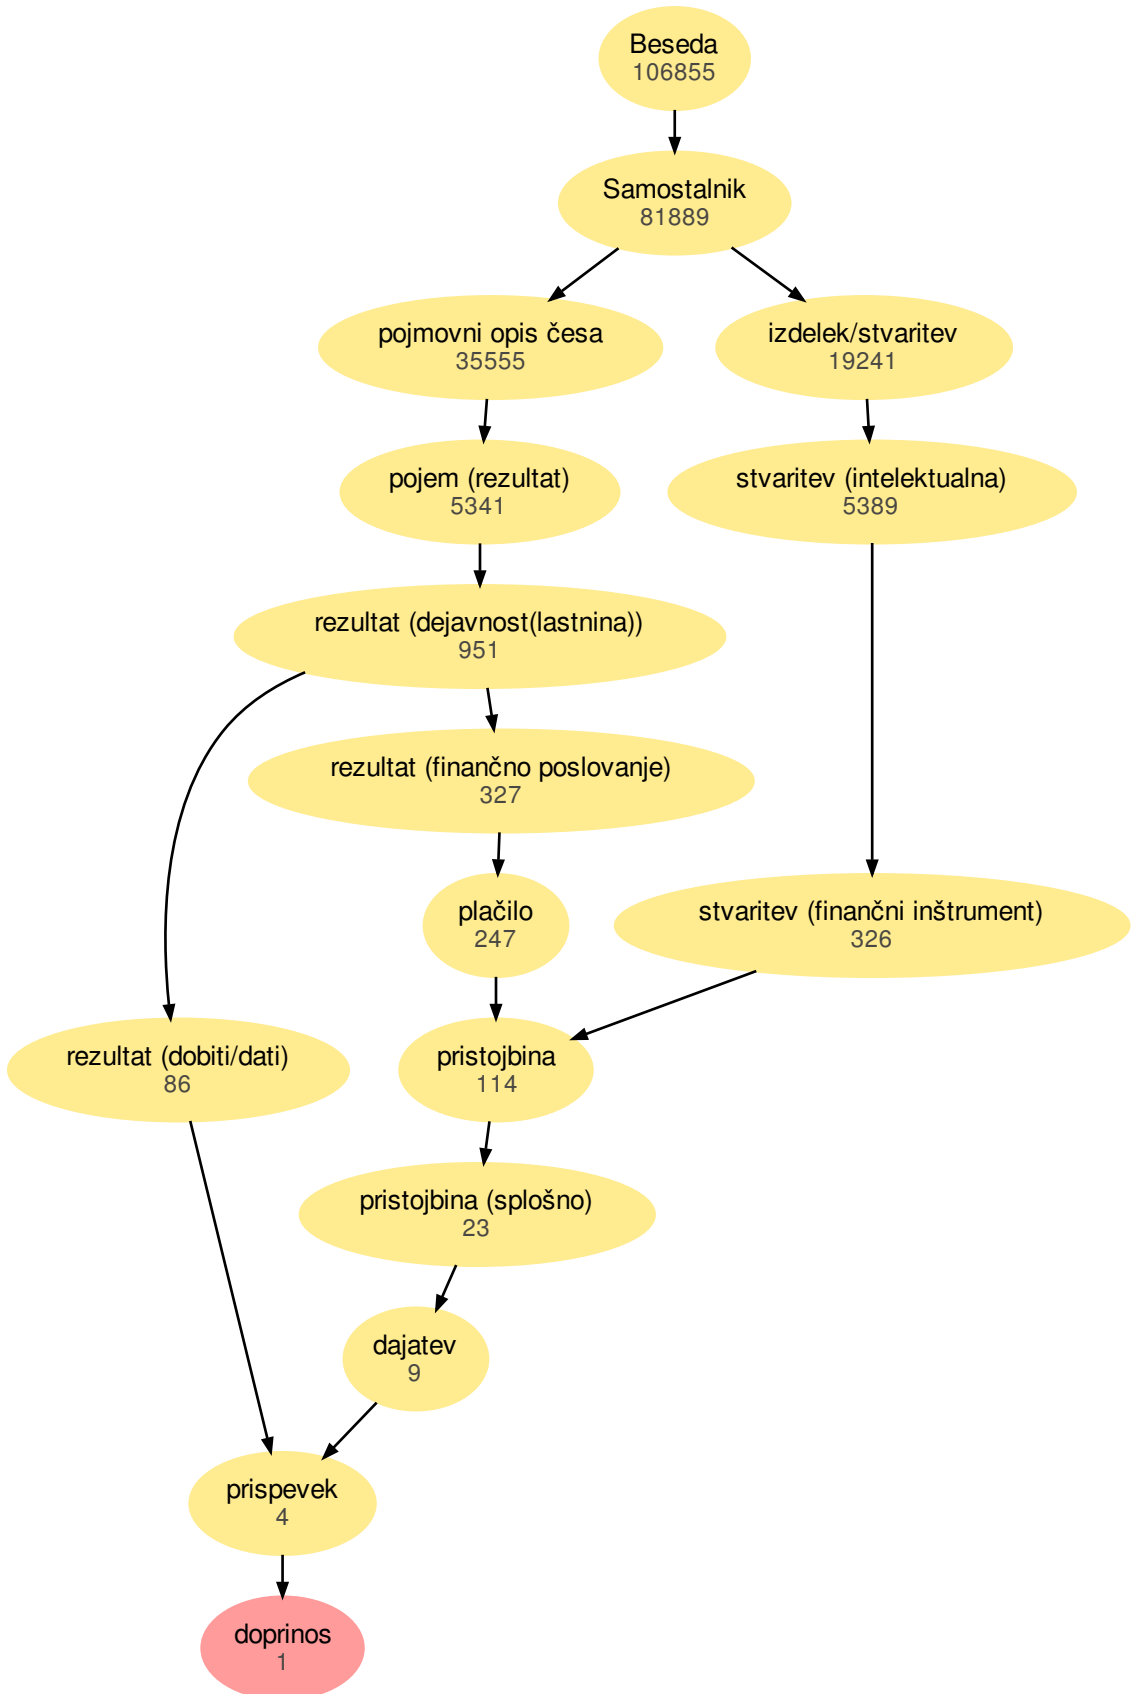 Beseda
106855
Samostalnik
81889
pojmovni opis česa
35555
izdelek/stvaritev
19241
pojem (rezultat)
5341
stvaritev (intelektualna)
5389
rezultat (dejavnost(lastnina))
951
rezultat (finančno poslovanje)
327
plačilo
247
stvaritev (finančni inštrument)
326
rezultat (dobiti/dati)
86
pristojbina
114
pristojbina (splošno)
23
dajatev
9
prispevek
4
doprinos
1